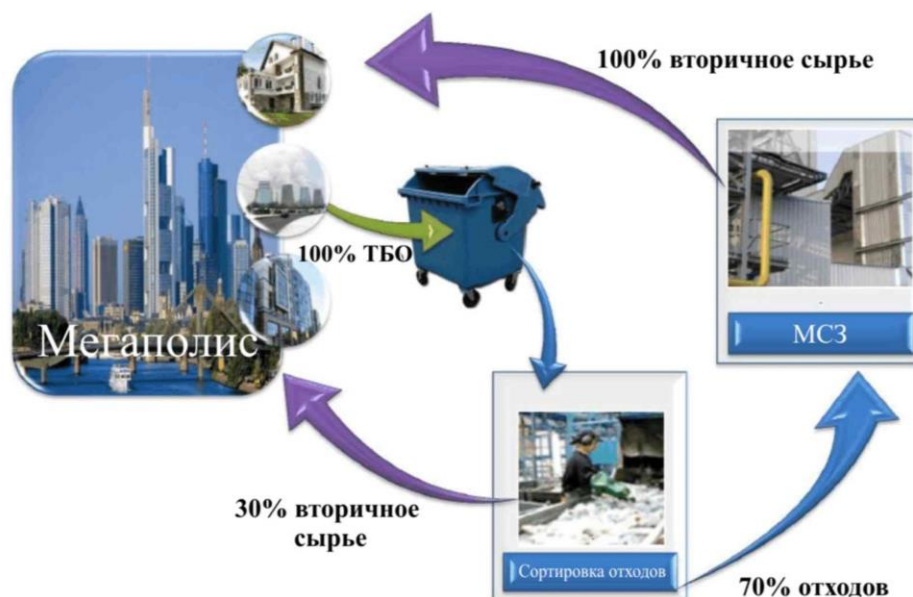 100% вторичное сырье
100% ТБО
Мегаполис
МСЗ
30% вторичное
сырье
Сортировка отходов
70% отходов